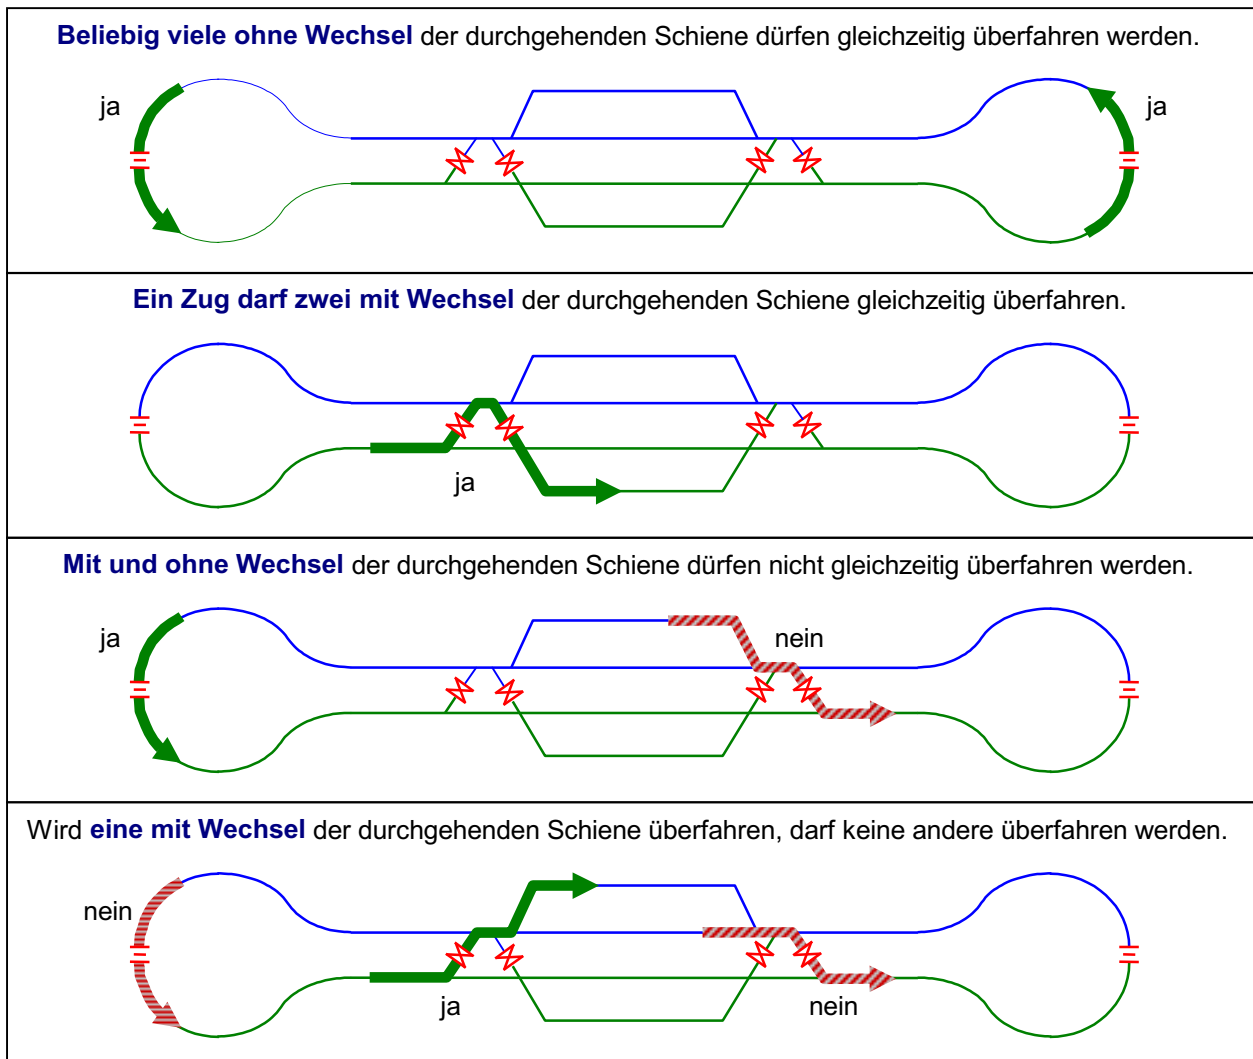 Beliebig viele ohne Wechsel der durchgehenden Schiene dürfen gleichzeitig überfahren werden.
ja
ja
Ein Zug darf zwei mit Wechsel der durchgehenden Schiene gleichzeitig überfahren.
ja
Mit und ohne Wechsel der durchgehenden Schiene dürfen nicht gleichzeitig überfahren werden.
ja
nein
Wird eine mit Wechsel der durchgehenden Schiene überfahren, darf keine andere überfahren werden.
nein
ja
nein